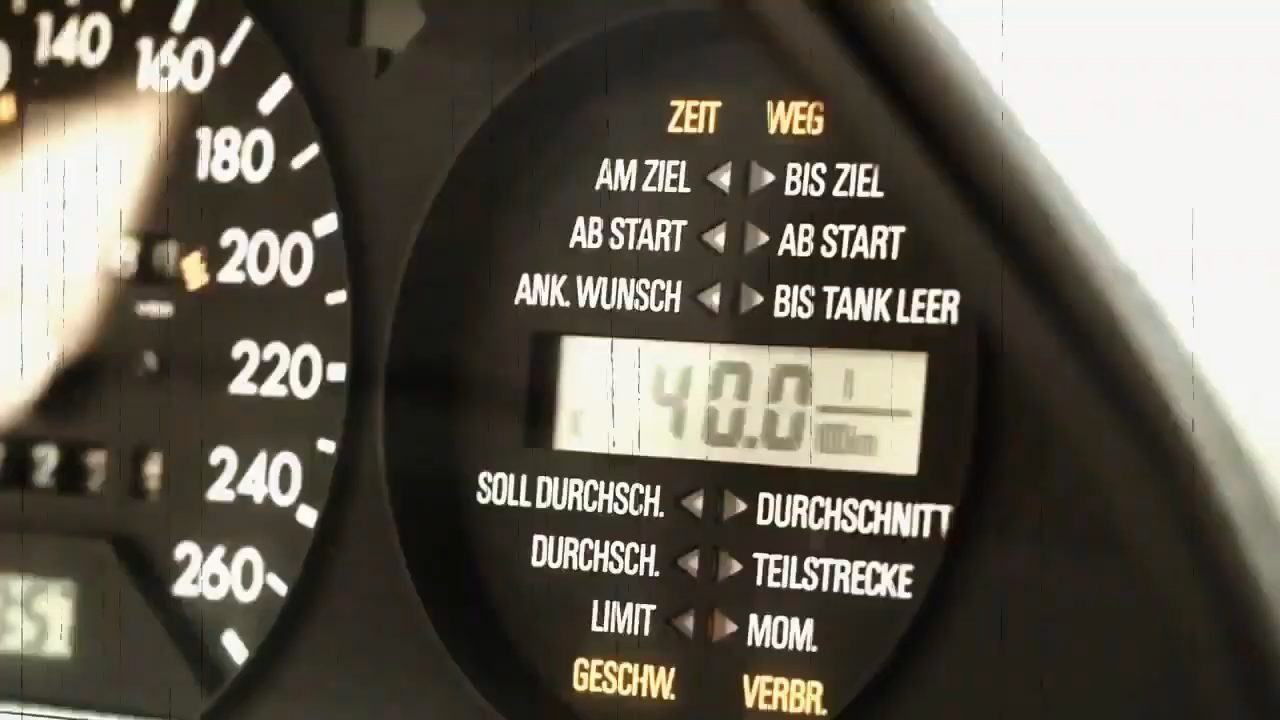 140
160
180
200
220
240
260
ZEIT WEG
AM ZIEL BIS ZIEL
AB START AB START
ANK. WUNSCH BIS TANK LEER
40.0 l
100km
SOLL DURCHSCH. DURCHSCHNITT
DURCHSCH. TEILSTRECKE
LIMIT MOM.
GESCHW. VERBR.